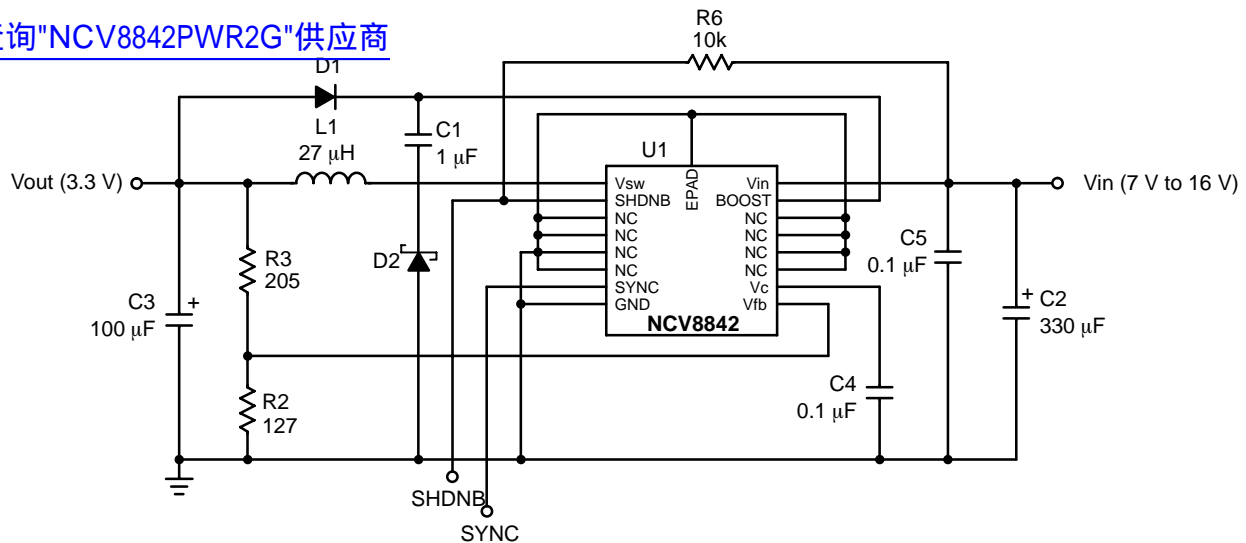 询"NCV8842PWR2G"供应商
R6
10k
D1
L1
27 μH
C1
1 μF
U1
Vout (3.3 V)
Vin (7 V to 16 V)
Vsw
SHDNB
NC
NC
NC
NC
SYNC
GND
EPAD
Vin
BOOST
NC
NC
NC
NC
Vc
Vfb
NCV8842
R3
205
D2
C3
+
100 μF
C5
0.1 μF
+
C2
330 μF
C4
0.1 μF
R2
127
SHDNB
SYNC